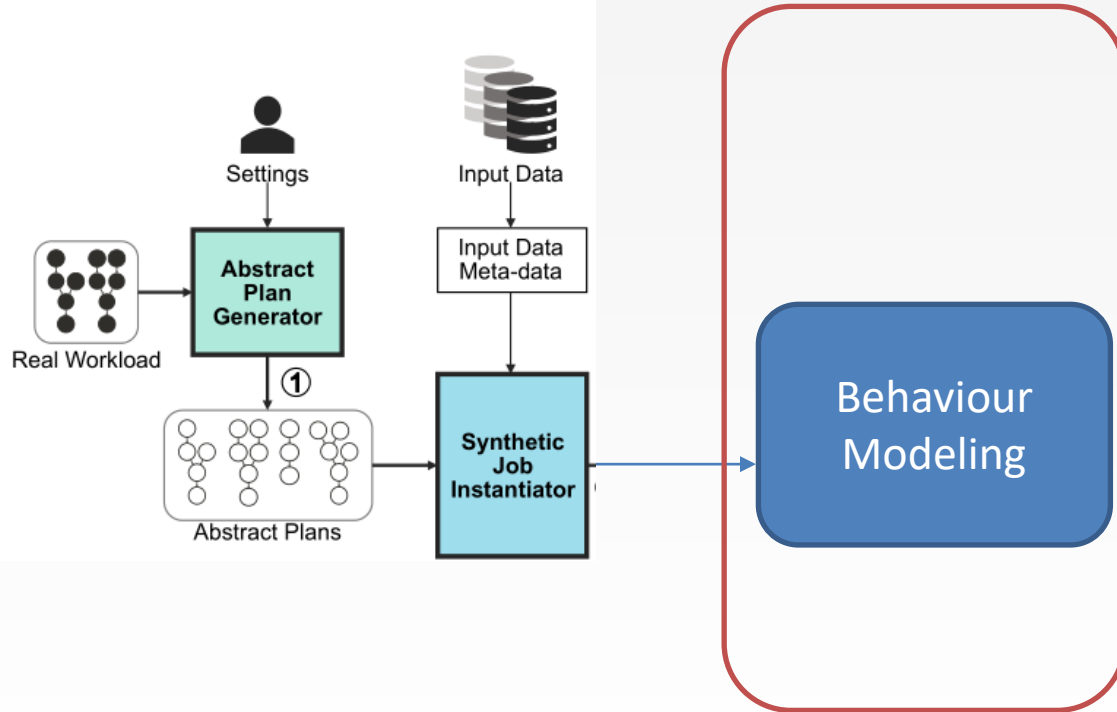 Settings
Input Data
Input Data
Meta-data
Abstract
Plan
Generator
Real Workload
①
Abstract Plans
Synthetic
Job
Instantiator
Behaviour
Modeling